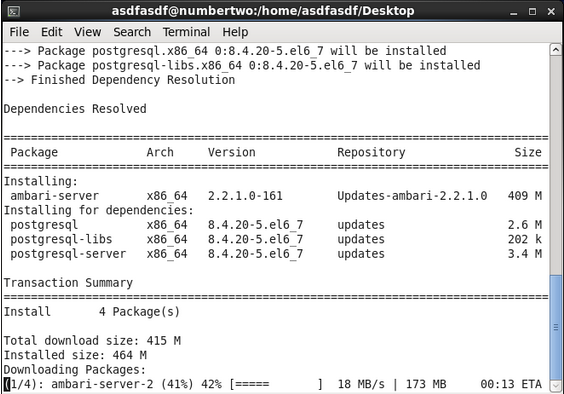 asdfasdf@numbertwo:/home/asdfasdf/Desktop
File Edit View Search Terminal Help
---> Package postgresql.x86_64 0:8.4.20-5.el6_7 will be installed
---> Package postgresql-libs.x86_64 0:8.4.20-5.el6_7 will be installed
--> Finished Dependency Resolution
Dependencies Resolved
================================================================================
Package Arch Version Repository Size
================================================================================
Installing:
ambari-server x86_64 2.2.1.0-161 Updates-ambari-2.2.1.0 409 M
Installing for dependencies:
postgresql x86_64 8.4.20-5.el6_7 updates 2.6 M
postgresql-libs x86_64 8.4.20-5.el6_7 updates 202 k
postgresql-server x86_64 8.4.20-5.el6_7 updates 3.4 M
Transaction Summary
================================================================================
Install 4 Package(s)
Total download size: 415 M
Installed size: 464 M
Downloading Packages:
(1/4): ambari-server-2 (41%) 42% [===== ] 18 MB/s | 173 MB 00:13 ETA